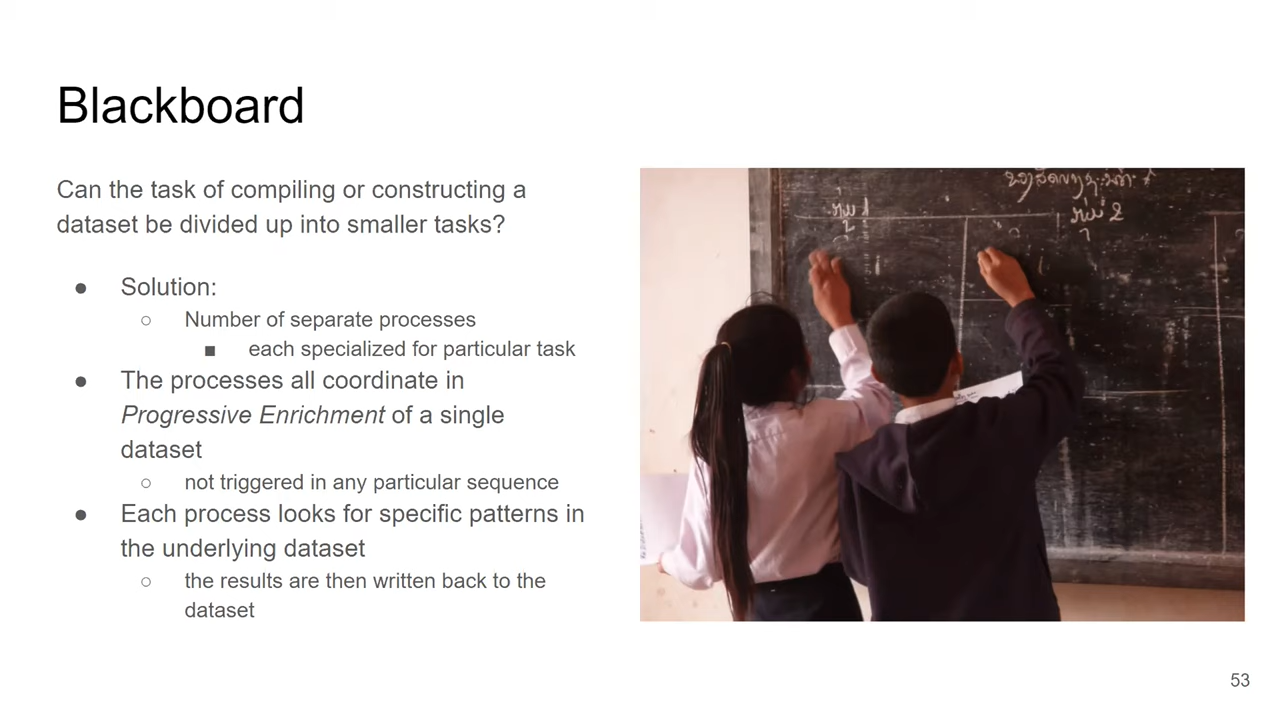 Blackboard
Can the task of compiling or constructing a
dataset be divided up into smaller tasks?
● Solution:
○ Number of separate processes
■ each specialized for particular task
● The processes all coordinate in
Progressive Enrichment of a single
dataset
○ not triggered in any particular sequence
● Each process looks for specific patterns in
the underlying dataset
○ the results are then written back to the
dataset
53